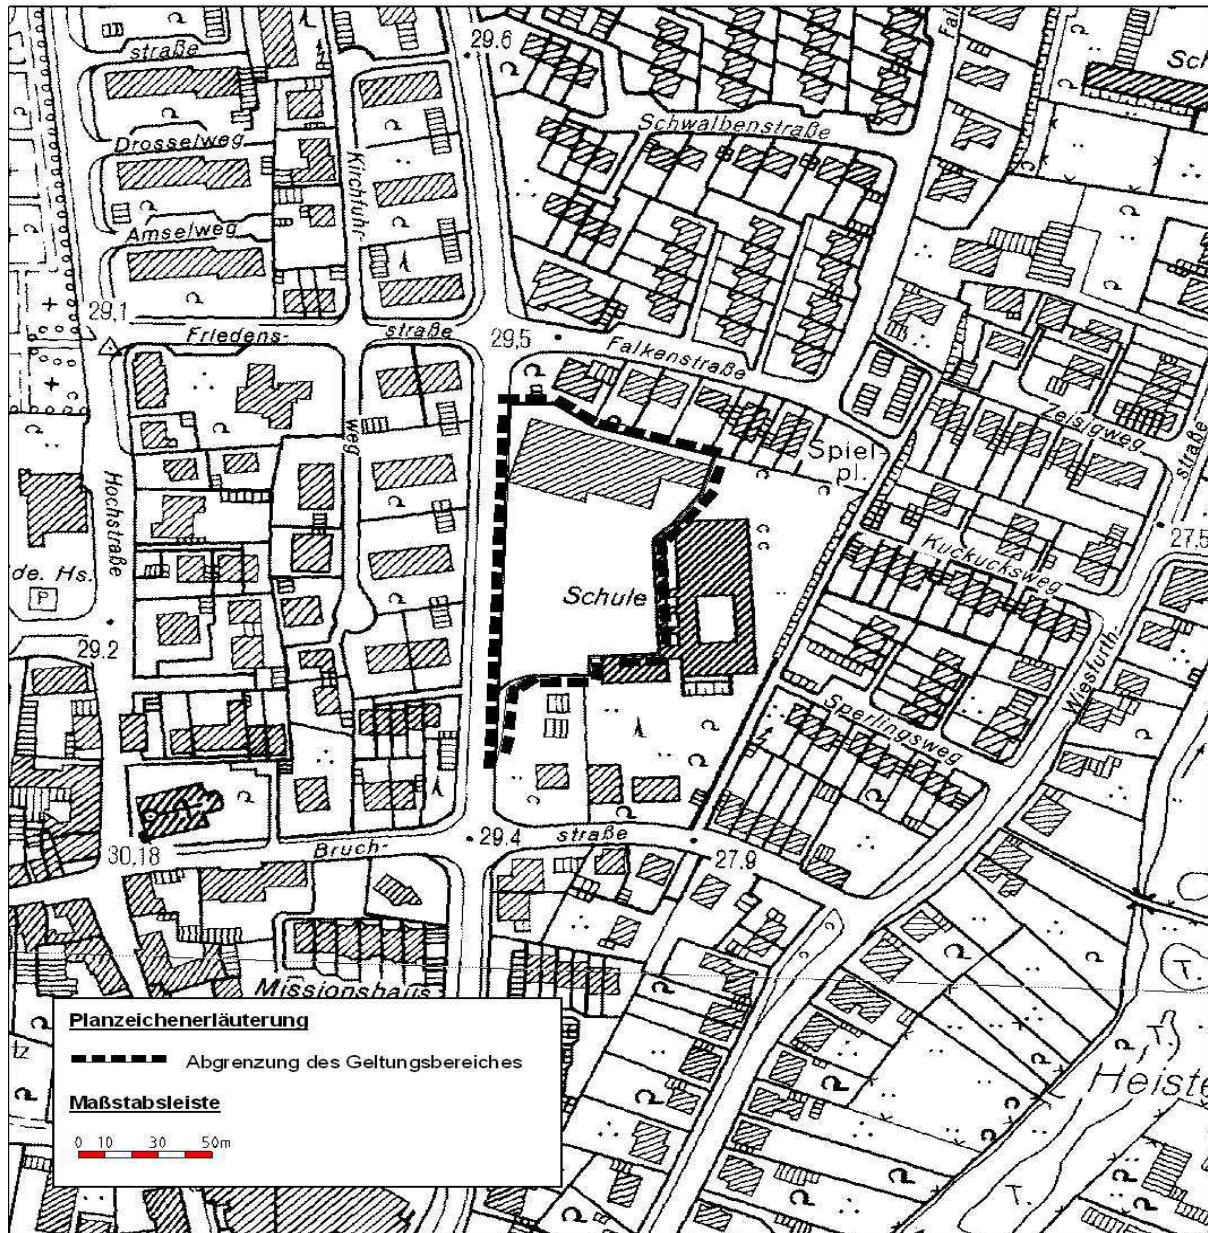 straße
29.6
Sch
Schwalbenstraße
Drosselweg
Kirchfuhr-
Amselweg
29,1
Friedens-
straße
29,5
Falkenstraße
Zeisigweg
straße
weg
Spiel-
pl.
Hochstraße
27.5
Kuckucksweg
de. Hs.
P
Schule
29.2
Wiesfurth-
Sperlingsweg
29.4
straße
30,18
Bruch-
27.9
T.
Missionshaus
Planzeichenerläuterung
Abgrenzung des Geltungsbereiches
Maßstabsleiste
0 10 30 50m
tz
T.
Heiste
T.